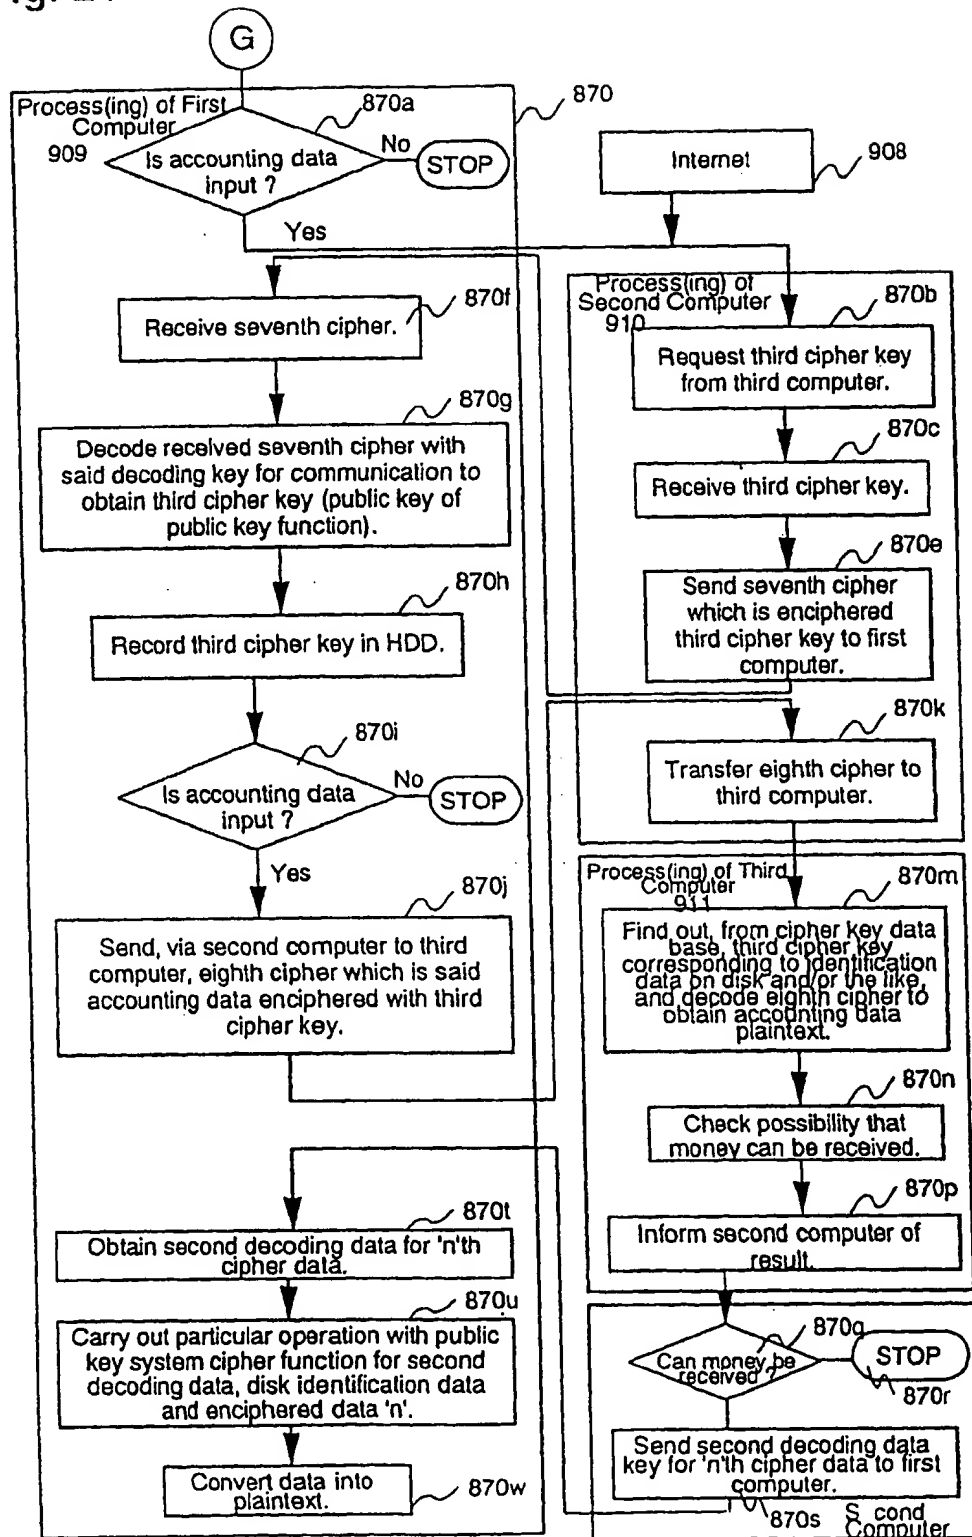 G
870
Process(ing) of First
Computer
909
870a
Is accounting data
input ?
No
STOP
Yes
Internet
908
870f
Receive seventh cipher.
870g
Decode received seventh cipher with
said decoding key for communication to
obtain third cipher key (public key of
public key function).
870h
Record third cipher key in HDD.
870i
Is accounting data
input ?
No
STOP
Yes
870j
Send, via second computer to third
computer, eighth cipher which is said
accounting data enciphered with third
cipher key.
870t
Obtain second decoding data for 'n'th
cipher data.
870u
Carry out particular operation with public
key system cipher function for second
decoding data, disk identification data
and enciphered data 'n'.
Convert data into
plaintext.
870w
Process(ing) of
Second Computer
910
870b
Request third cipher key
from third computer.
870c
Receive third cipher key.
870e
Send seventh cipher
which is enciphered
third cipher key to first
computer.
870k
Transfer eighth cipher to
third computer.
Process(ing) of Third
Computer
911
870m
Find out, from cipher key data
base, third cipher key
corresponding to identification
data on disk and/or the like,
and decode eighth cipher to
obtain accounting data
plaintext.
870n
Check possibility that
money can be received.
870p
Inform second computer of
result.
870q
Can money be
received ?
STOP
870r
Send second decoding data
key for 'n'th cipher data to first
computer.
870s
S cond
Computer